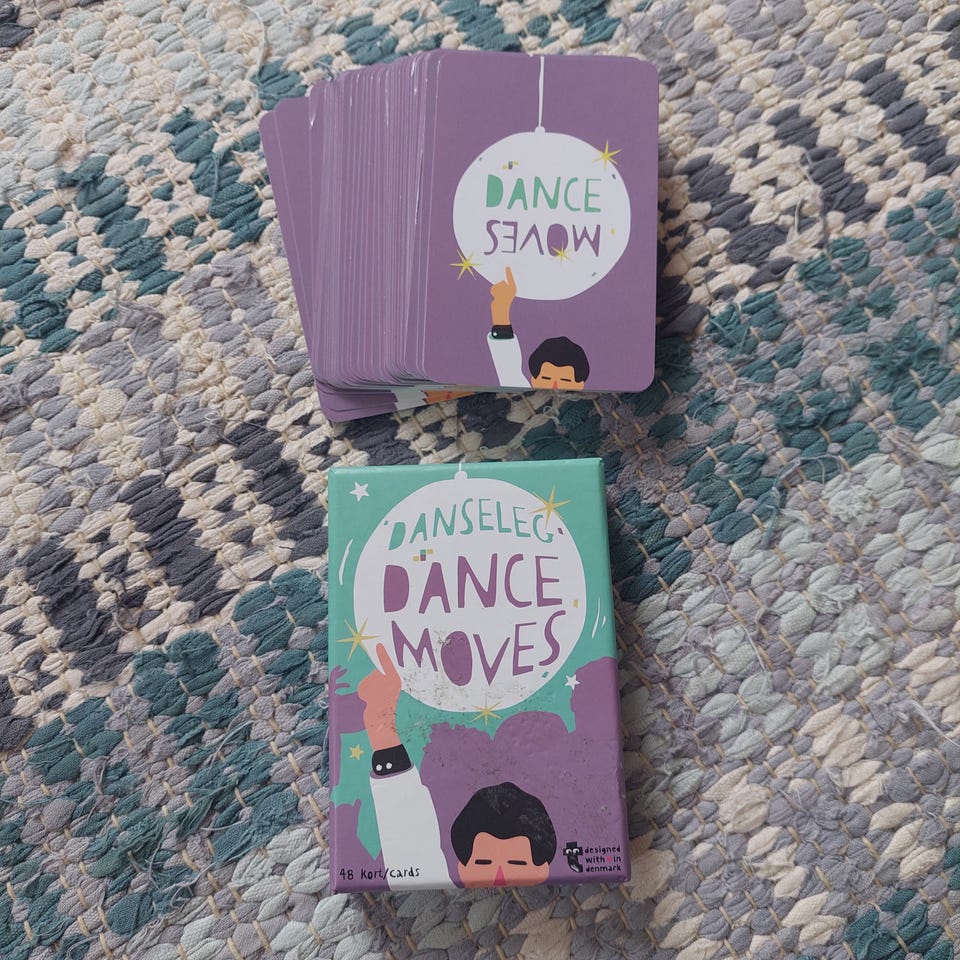 DANCE
MOVES
DANSELEG
DANCE
MOVES
48 kort/cards
designed
with in
denmark